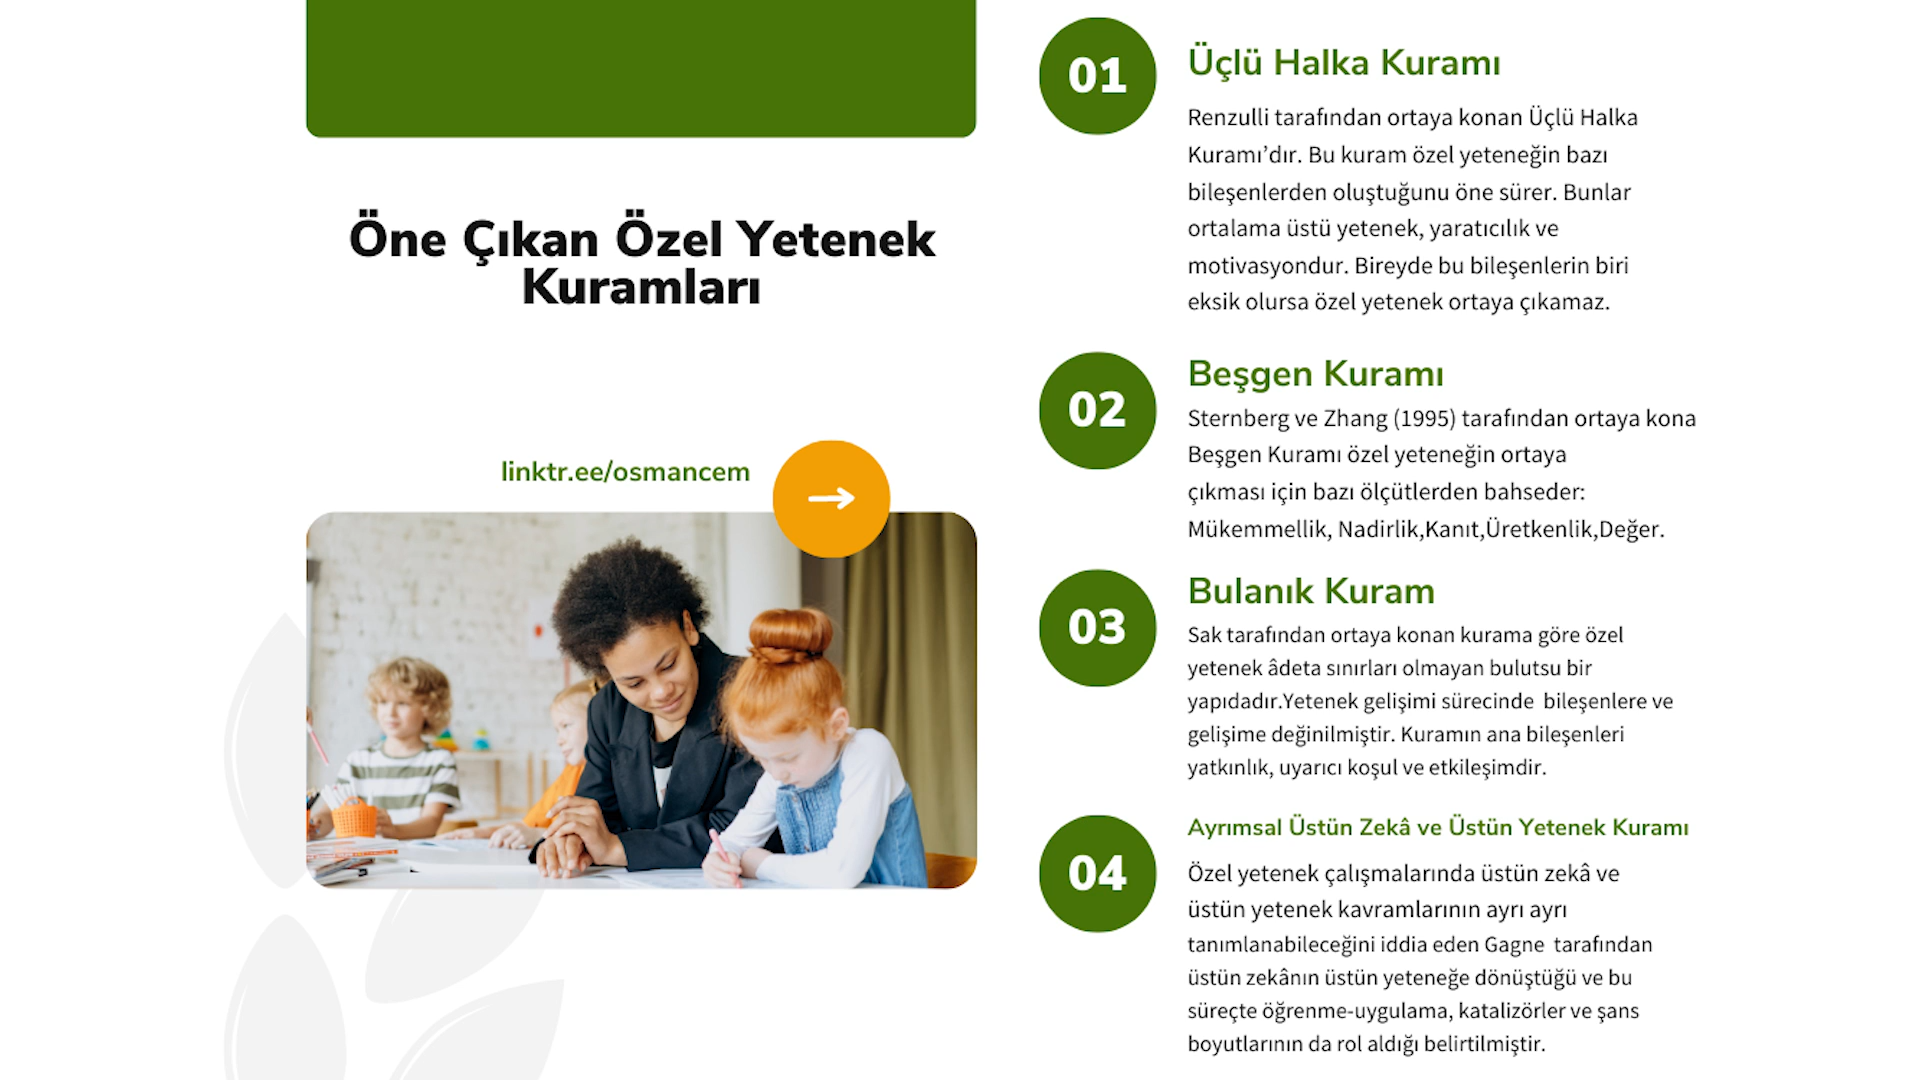 Öne Çıkan Özel Yetenek
Kuramları
linktr.ee/osmancem
01
Üçlü Halka Kuramı
Renzulli tarafından ortaya konan Üçlü Halka
Kuramı’dır. Bu kuram özel yeteneğin bazı
bileşenlerden oluştuğunu öne sürer. Bunlar
ortalama üstü yetenek, yaratıcılık ve
motivasyondur. Bireyde bu bileşenlerin biri
eksik olursa özel yetenek ortaya çıkamaz.
02
Beşgen Kuramı
Sternberg ve Zhang (1995) tarafından ortaya kona
Beşgen Kuramı özel yeteneğin ortaya
çıkması için bazı ölçütlerden bahseder:
Mükemmellik, Nadirlik,Kanıt,Üretkenlik,Değer.
03
Bulanık Kuram
Sak tarafından ortaya konan kurama göre özel
yetenek âdeta sınırları olmayan bulutsu bir
yapıdadır.Yetenek gelişimi sürecinde  bileşenlere ve
gelişime değinilmiştir. Kuramın ana bileşenleri
yatkınlık, uyarıcı koşul ve etkileşimdir.
04
Ayrımsal Üstün Zekâ ve Üstün Yetenek Kuramı
Özel yetenek çalışmalarında üstün zekâ ve
üstün yetenek kavramlarının ayrı ayrı
tanımlanabileceğini iddia eden Gagne  tarafından
üstün zekânın üstün yeteneğe dönüştüğü ve bu
süreçte öğrenme-uygulama, katalizörler ve şans
boyutlarının da rol aldığı belirtilmiştir.